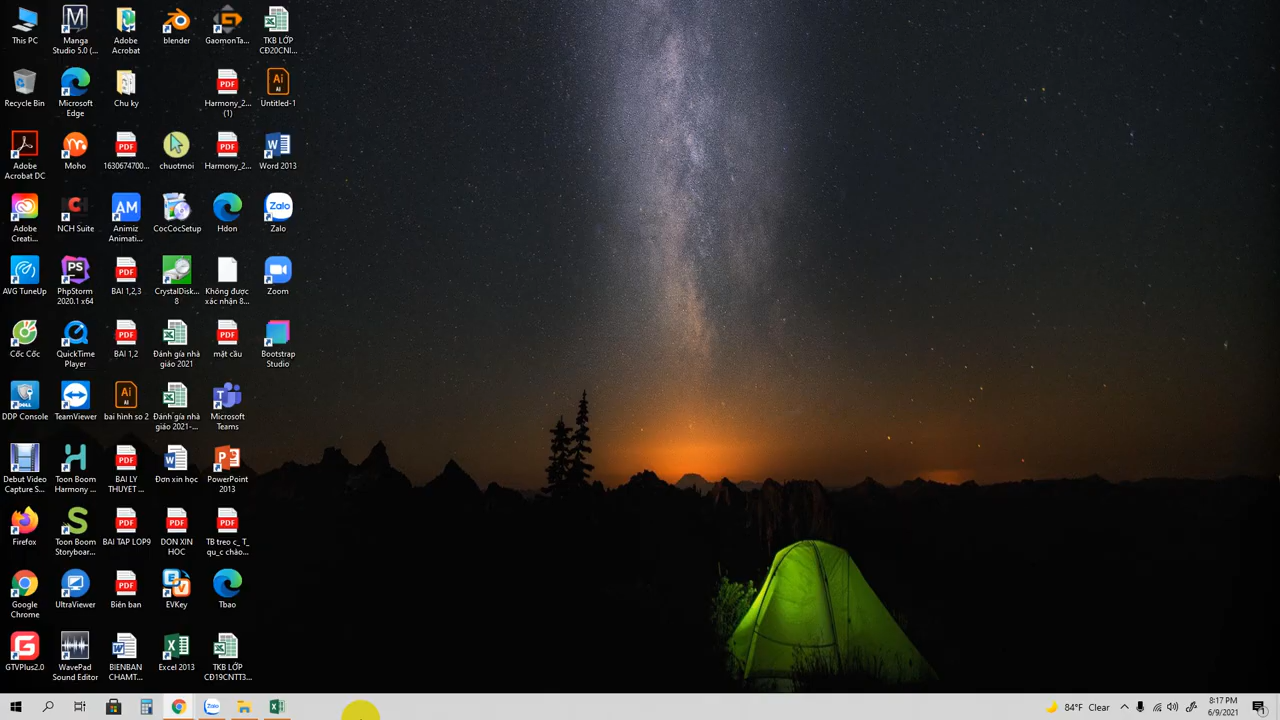 This PC
Manga
Studio 5.0 (...
Adobe
Acrobat
blender
GaomonTa...
TKB LỚP
CĐ20CNI...
Recycle Bin
Microsoft
Edge
Chu ky
Harmony_2...
(1)
Untitled-1
Adobe
Acrobat DC
Moho
1630674700...
chuotmoi
Harmony_2...
Word 2013
Adobe
Creati...
NCH Suite
Animiz
Animati...
CocCocSetup
Hdon
Zalo
AVG TuneUp
PhpStorm
2020.1 x64
BAI 1,2,3
CrystalDisk...
8
Không được
xác nhận 8...
Zoom
Cốc Cốc
QuickTime
Player
BAI 1,2
Đánh gía nhà
giáo 2021
mật cầu
Bootstrap
Studio
DDP Console
TeamViewer
bai hình so 2
Đánh gía nhà
giáo 2021-...
Microsoft
Teams
Debut Video
Capture S...
Toon Boom
Harmony ...
BAI LY
THUYET ...
Đơn xin học
PowerPoint
2013
Firefox
Toon Boom
Storyboar...
BAI TAP LOP9
DON XIN
HOC
TB treo c_ T_
qu_c chào...
Google
Chrome
UltraViewer
Biên ban
EVKey
Tbao
GTVPlus2.0
WavePad
Sound Editor
BIENBAN
CHAMT...
Excel 2013
TKB LỚP
CĐ19CNTT3...
84°F Clear
8:17 PM
6/9/2021